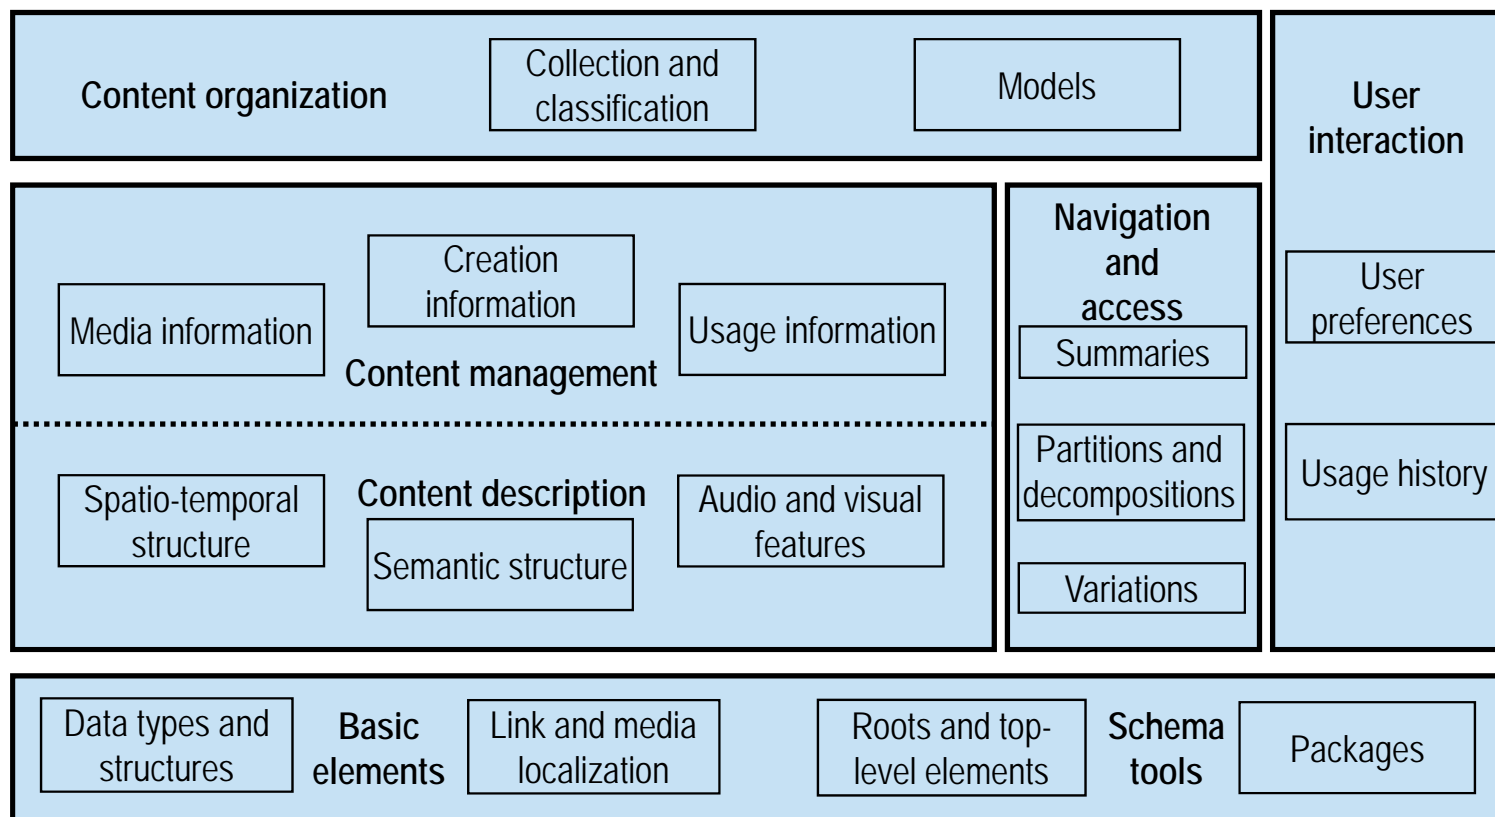 Content organization
Collection and
classification
Models
User
interaction
User
preferences
Usage history
Media information
Creation
information
Usage information
Content management
Spatio-temporal
structure
Content description
Semantic structure
Audio and visual
features
Navigation
and
access
Summaries
Partitions and
decompositions
Variations
Data types and
structures
Basic
elements
Link and media
localization
Roots and top-
level elements
Schema
tools
Packages